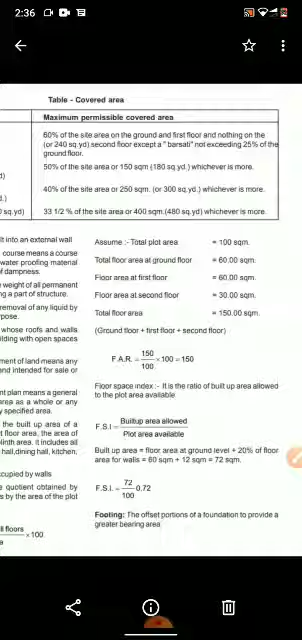 2:36
Table - Covered area
Maximum permissible covered area
60% of the site area on the ground and first floor and nothing on the
(or 240 sq.yd) second floor except a " barsati" not exceeding 25% of the
ground floor.
50% of the site area or 150 sqm (180 sq.yd.) whichever is more.
40% of the site area or 250 sqm. (or 300 sq.yd.) whichever is more.
sq.yd)
33 1/2 % of the site area or 400 sqm.(480 sq.yd) whichever is more.
lt into an external wall
course means a course
water proofing material
f dampness.
weight of all permanent
ng a part of structure.
removal of any liquid by
pose.
whose roofs and walls
ilding with open spaces
ment of land means any
and intended for sale or
nt plan means a general
area as a whole or any
y specified area.
the built up area of a
t floor area, the area of
linth area. It includes all
hall,dining hall, kitchen.
ccupied by walls
e quotient obtained by
s by the area of the plot
ll floors
× 100
a
Assume :- Total plot area = 100 sqm.
Total floor area at ground floor = 60.00 sqm.
Floor area at first floor = 60.00 sqm.
Floor area at second floor = 30.00 sqm.
Total floor area = 150.00 sqm.
(Ground floor + first floor + second floor)
F.A.R. = 150/100 × 100 = 150
Floor space index :- It is the ratio of built up area allowed
to the plot area available
F.S.I = Builtup area allowed
Plot area available
Built up area = floor area at ground level + 20% of floor
area for walls = 60 sqm + 12 sqm = 72 sqm.
F.S.I. = 72/100 0.72
Footing: The offset portions of a foundation to provide a
greater bearing area